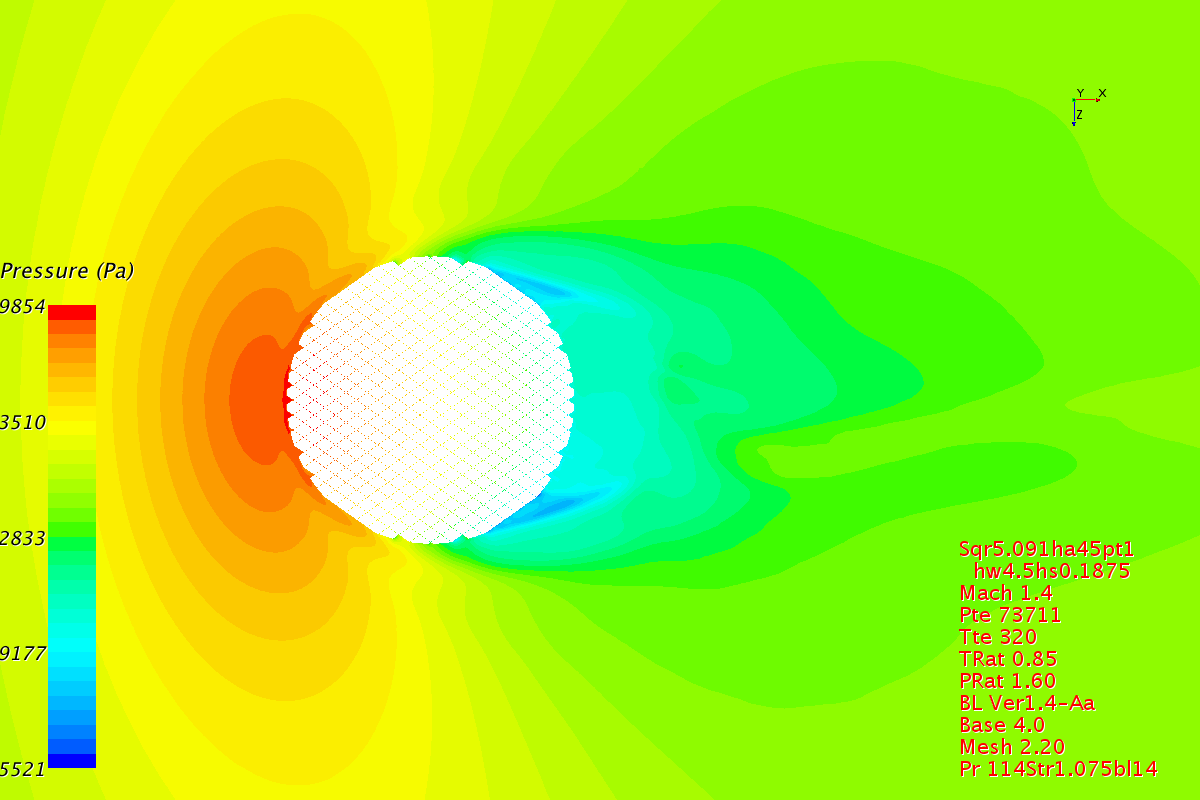 Y X
Z
Pressure (Pa)
9854
3510
2833
9177
5521
Sqr5.091ha45pt1
hw4.5hs0.1875
Mach 1.4
Pte 73711
Tte 320
TRat 0.85
PRat 1.60
BL Ver1.4-Aa
Base 4.0
Mesh 2.20
Pr 114Str1.075bl14